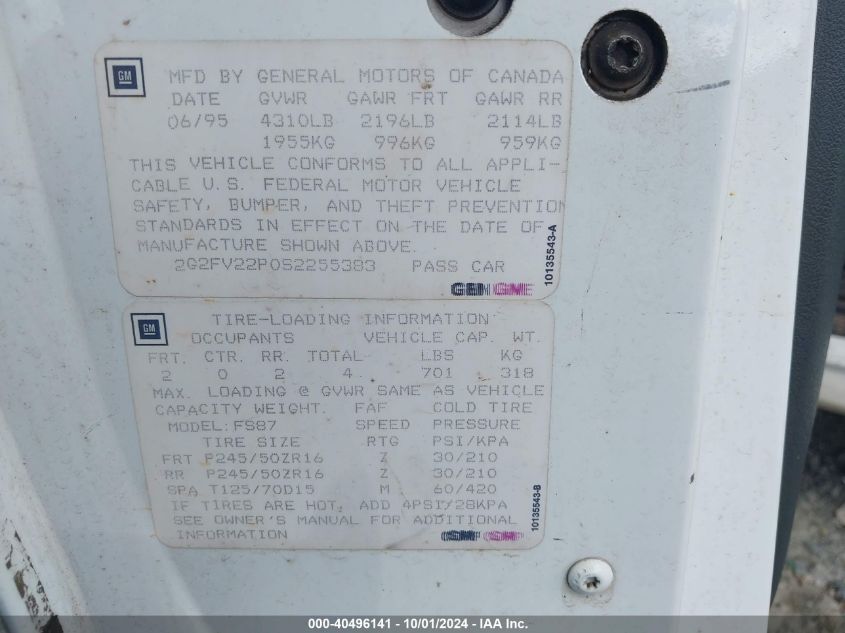 GM
MFD BY GENERAL MOTORS OF CANADA
DATE GVWR GAWR FRT GAWR RR
06/95 4310LB 2196LB 2114LB
1955KG 996KG 959KG
THIS VEHICLE CONFORMS TO ALL APPLI-
CABLE U.S. FEDERAL MOTOR VEHICLE
SAFETY, BUMPER, AND THEFT PREVENTION
STANDARDS IN EFFECT ON THE DATE OF
MANUFACTURE SHOWN ABOVE.
2G2FV22P0S2255383 PASS CAR
10135543-A
GM
TIRE-LOADING INFORMATION
OCCUPANTS VEHICLE CAP. WT.
FRT. CTR. RR. TOTAL LBS KG
2 0 2 4 701 318
MAX. LOADING @ GVWR SAME AS VEHICLE
CAPACITY WEIGHT. FAF COLD TIRE
MODEL: FS87 SPEED PRESSURE
TIRE SIZE RTG PSI/KPA
FRT P245/50ZR16 Z 30/210
RR P245/50ZR16 Z 30/210
SPA T125/70D15 M 60/420
IF TIRES ARE HOT, ADD 4PSI/28KPA
SEE OWNER'S MANUAL FOR ADDITIONAL
INFORMATION
10135543-B
000-40496141 - 10/01/2024 - IAA Inc.